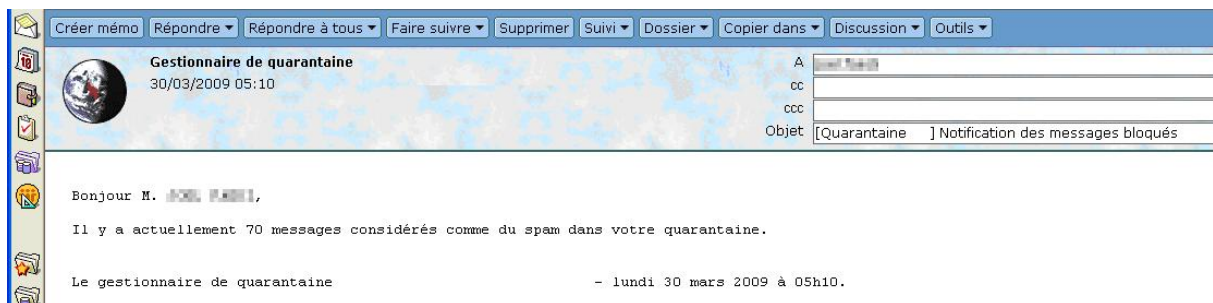 Créer mémo Répondre Répondre à tous Faire suivre Supprimer Suivi Dossier Copier dans Discussion Outils
Gestionnaire de quarantaine
30/03/2009 05:10
A
cc
ccc
Objet [Quarantaine ] Notification des messages bloqués
Bonjour M. ,
Il y a actuellement 70 messages considérés comme du spam dans votre quarantaine.
Le gestionnaire de quarantaine - lundi 30 mars 2009 à 05h10.
18